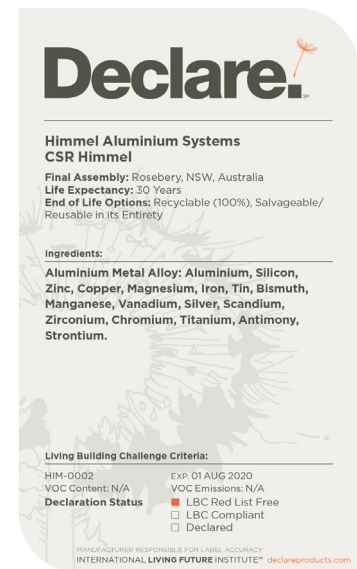 Declare.
SM
Himmel Aluminium Systems
CSR Himmel
Final Assembly: Rosebery, NSW, Australia
Life Expectancy: 30 Years
End of Life Options: Recyclable (100%), Salvageable/
Reusable in its Entirety
Ingredients:
Aluminium Metal Alloy: Aluminium, Silicon,
Zinc, Copper, Magnesium, Iron, Tin, Bismuth,
Manganese, Vanadium, Silver, Scandium,
Zirconium, Chromium, Titanium, Antimony,
Strontium.
Living Building Challenge Criteria:
HIM-0002 EXP. 01 AUG 2020
VOC Content: N/A VOC Emissions: N/A
Declaration Status LBC Red List Free
LBC Compliant
Declared
MANUFACTURER RESPONSIBLE FOR LABEL ACCURACY
INTERNATIONAL LIVING FUTURE INSTITUTE℠ declareproducts.com